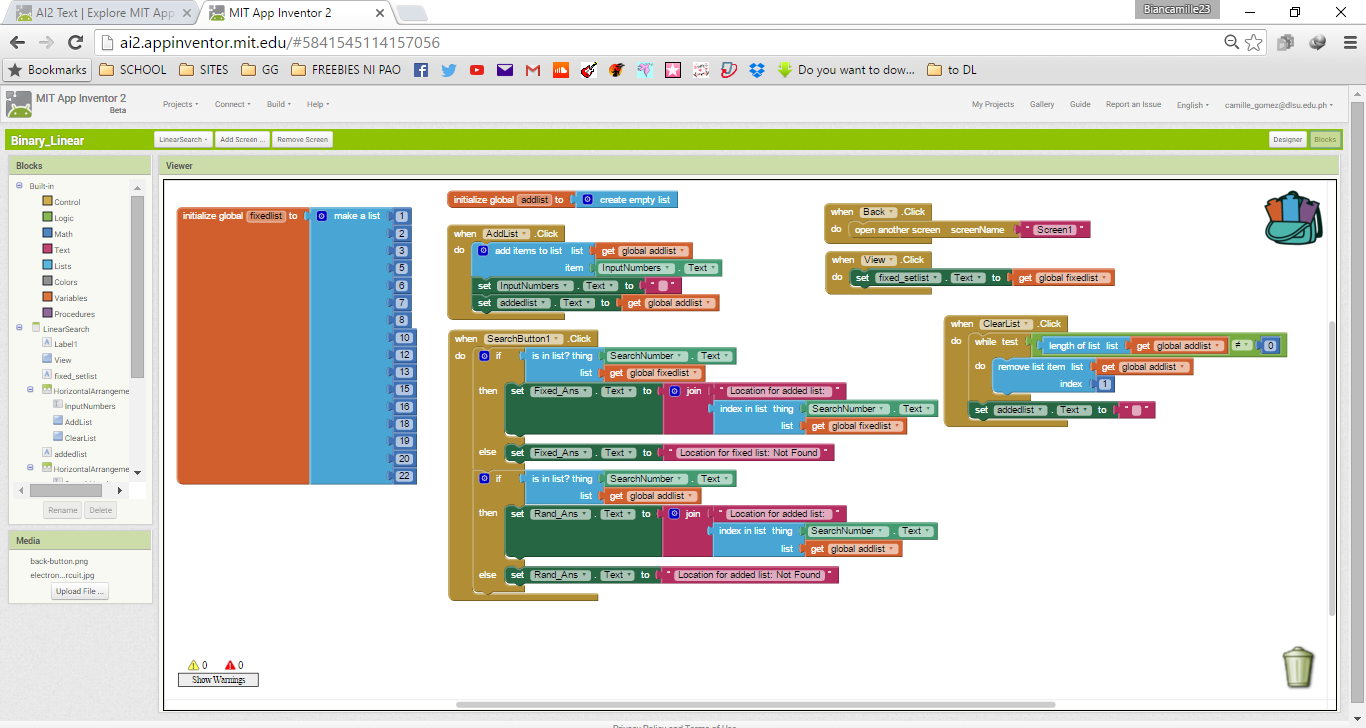 AI2 Text | Explore MIT App
MIT App Inventor 2
Biancamille23
ai2.appinventor.mit.edu/#5841545114157056
Bookmarks SCHOOL SITES GG FREEBIES NI PAO Do you want to dow... to DL
MIT App Inventor 2
Beta
Projects Connect Build Help
My Projects Gallery Guide Report an Issue English camille_gomez@dlsu.edu.ph
Binary_Linear
LinearSearch Add Screen ... Remove Screen
Designer Blocks
Blocks
Built-in
Control
Logic
Math
Text
Lists
Colors
Variables
Procedures
LinearSearch
Label1
View
fixed_setlist
HorizontalArrangeme
InputNumbers
AddList
ClearList
addedlist
HorizontalArrangeme
Rename Delete
Media
back-button.png
electron...rcuit.jpg
Upload File ...
Viewer
initialize global fixedlist to make a list 1
2
3
5
6
7
8
10
12
13
15
16
18
19
20
22
initialize global addlist to create empty list
when AddList .Click
do add items to list list get global addlist
item InputNumbers . Text
set InputNumbers . Text to " "
set addedlist . Text to get global addlist
when SearchButton1 .Click
do if is in list? thing SearchNumber . Text
list get global fixedlist
then set Fixed_Ans . Text to join " Location for added list: "
index in list thing SearchNumber . Text
list get global fixedlist
else set Fixed_Ans . Text to " Location for fixed list: Not Found "
if is in list? thing SearchNumber . Text
list get global addlist
then set Rand_Ans . Text to join " Location for added list: "
index in list thing SearchNumber . Text
list get global addlist
else set Rand_Ans . Text to " Location for added list: Not Found "
when Back .Click
do open another screen screenName " Screen1 "
when View .Click
do set fixed_setlist . Text to get global fixedlist
when ClearList .Click
do while test length of list list get global addlist ≠ 0
do remove list item list get global addlist
index 1
set addedlist . Text to " "
0 0
Show Warnings
Privacy Policy and Terms of Use